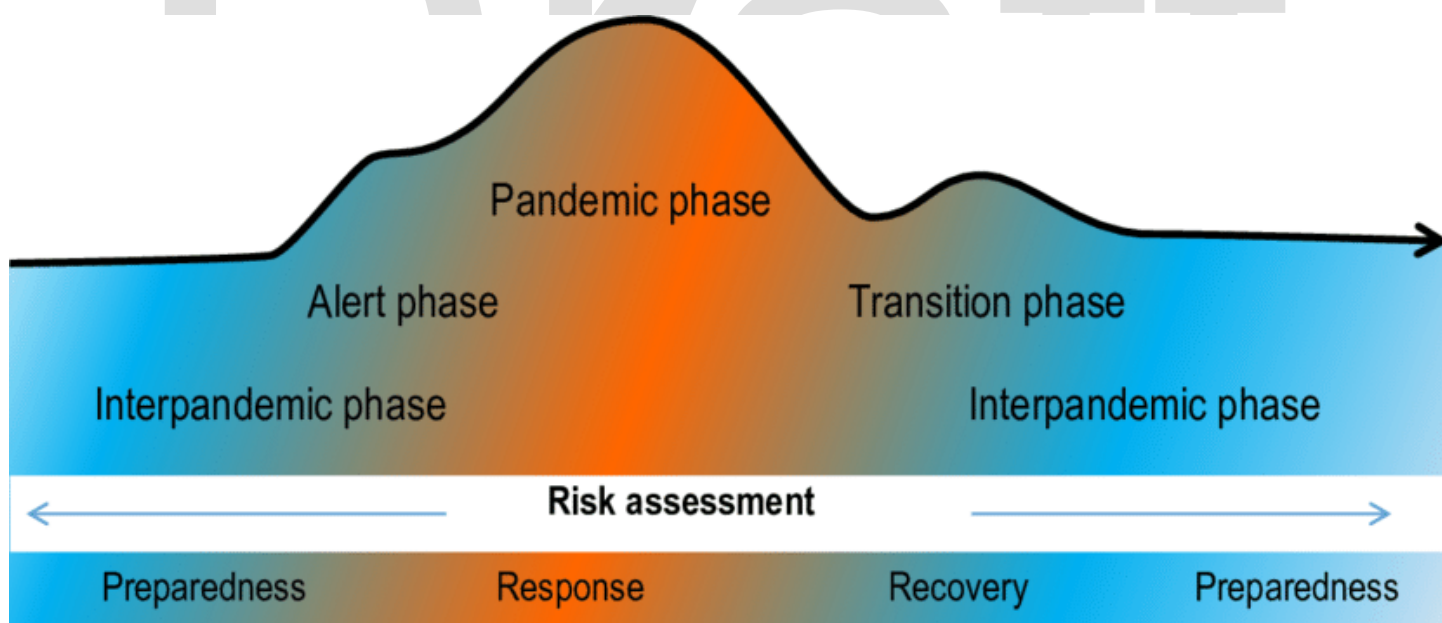 Pandemic phase
Alert phase
Transition phase
Interpandemic phase
Interpandemic phase
Risk assessment
Preparedness
Response
Recovery
Preparedness